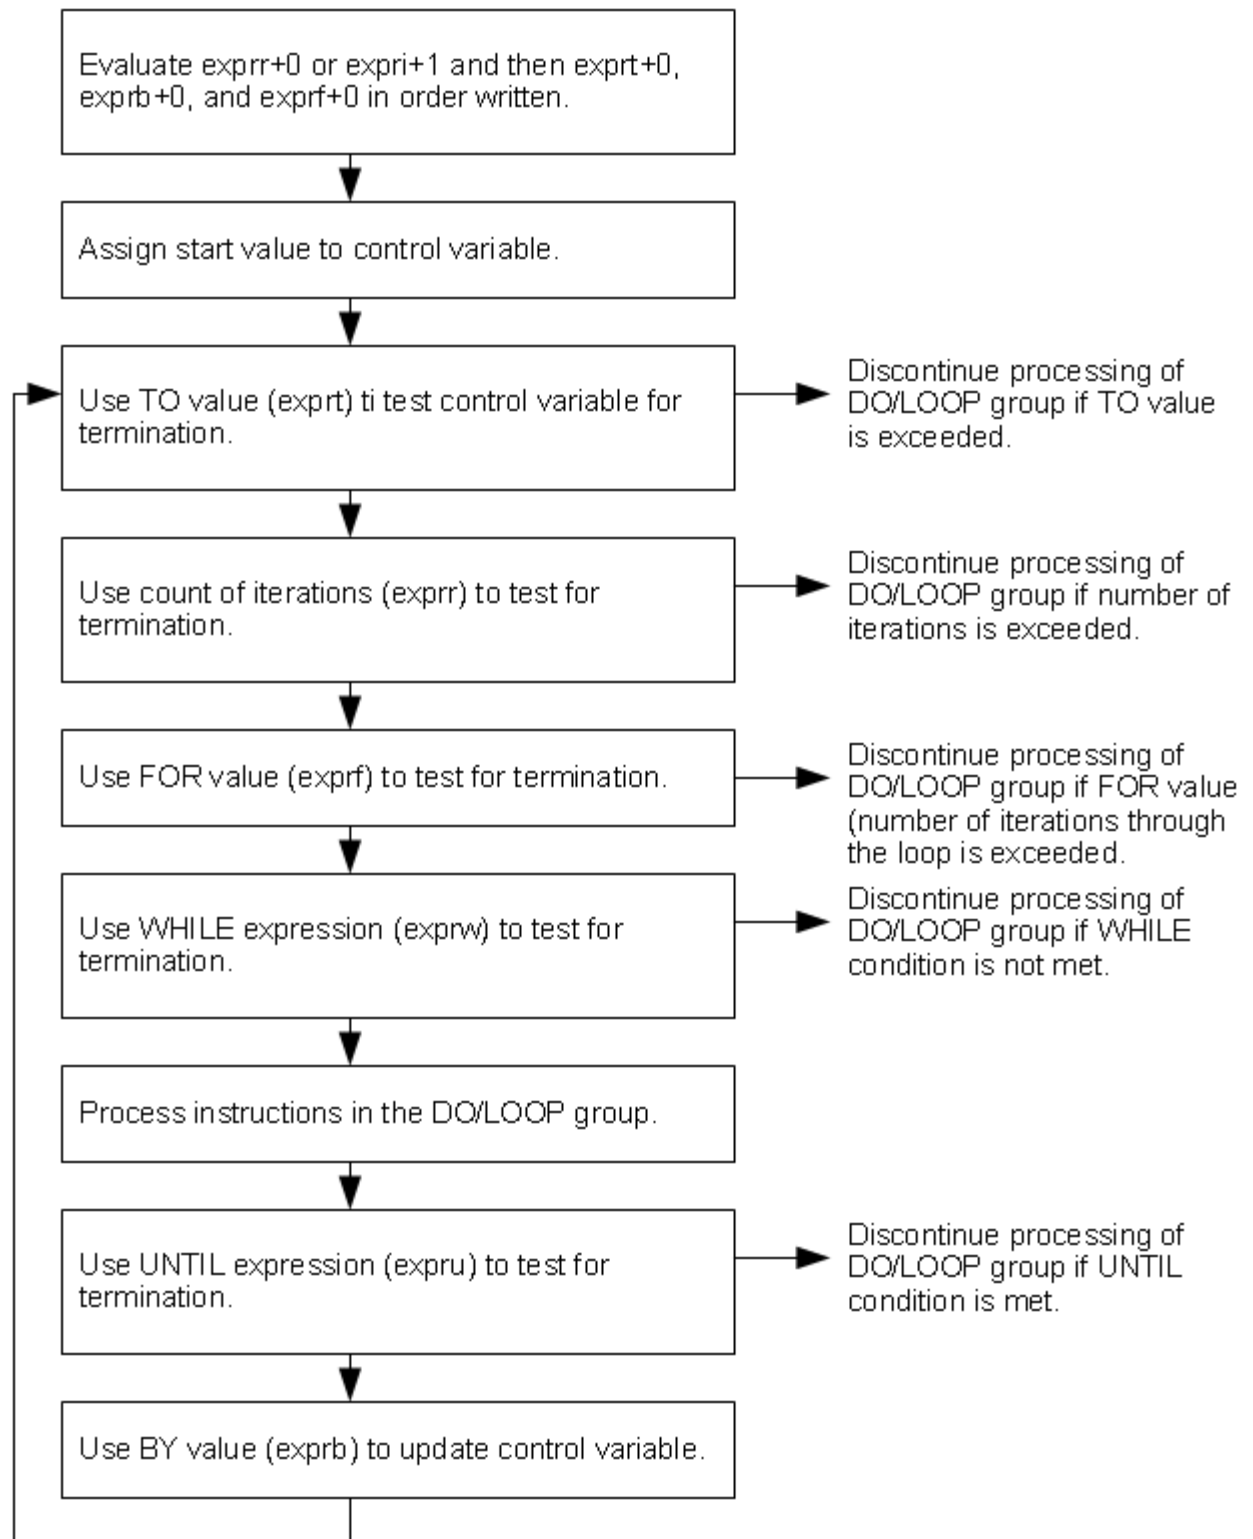 Evaluate exprr+0 or expri+1 and then exprt+0,
exprb+0, and exprf+0 in order written.
Assign start value to control variable.
Use TO value (exprt) ti test control variable for
termination.
Discontinue processing of
DO/LOOP group if TO value
is exceeded.
Use count of iterations (exprr) to test for
termination.
Discontinue processing of
DO/LOOP group if number of
iterations is exceeded.
Use FOR value (exprf) to test for termination.
Discontinue processing of
DO/LOOP group if FOR value
(number of iterations through
the loop is exceeded.
Use WHILE expression (exprw) to test for
termination.
Discontinue processing of
DO/LOOP group if WHILE
condition is not met.
Process instructions in the DO/LOOP group.
Use UNTIL expression (expru) to test for
termination.
Discontinue processing of
DO/LOOP group if UNTIL
condition is met.
Use BY value (exprb) to update control variable.